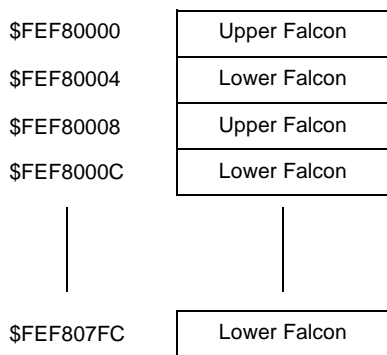 $FEF80000 Upper Falcon
$FEF80004 Lower Falcon
$FEF80008 Upper Falcon
$FEF8000C Lower Falcon
$FEF807FC Lower Falcon